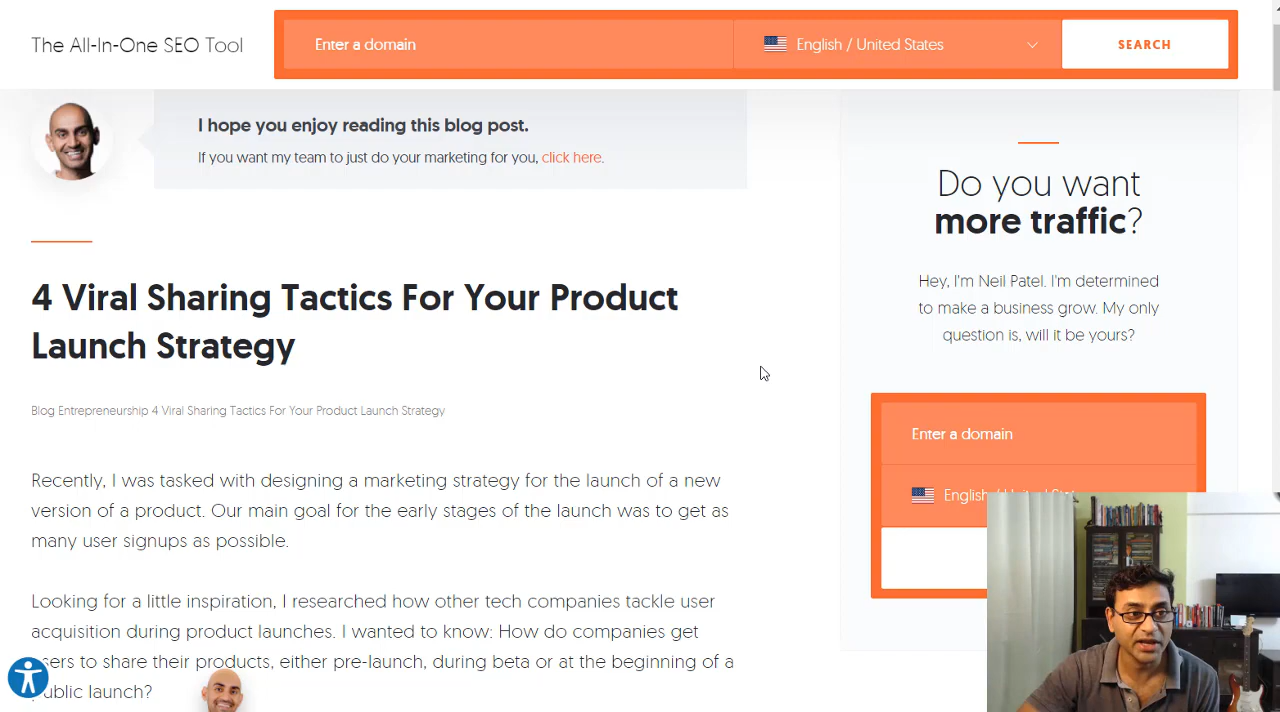 The All-In-One SEO Tool
Enter a domain
English / United States
SEARCH
I hope you enjoy reading this blog post.
If you want my team to just do your marketing for you, click here.
4 Viral Sharing Tactics For Your Product
Launch Strategy
Blog Entrepreneurship 4 Viral Sharing Tactics For Your Product Launch Strategy
Recently, I was tasked with designing a marketing strategy for the launch of a new
version of a product. Our main goal for the early stages of the launch was to get as
many user signups as possible.
Looking for a little inspiration, I researched how other tech companies tackle user
acquisition during product launches. I wanted to know: How do companies get
users to share their products, either pre-launch, during beta or at the beginning of a
public launch?
Do you want
more traffic?
Hey, I'm Neil Patel. I'm determined
to make a business grow. My only
question is, will it be yours?
Enter a domain
English